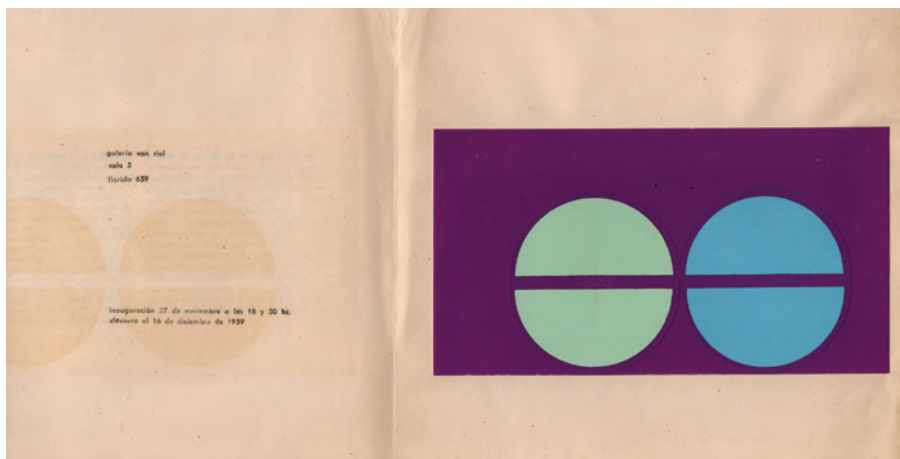 galería van riel
sala 5
florida 659
inauguración 27 de noviembre a las 18 y 30 hs.
clausura el 16 de diciembre de 1959